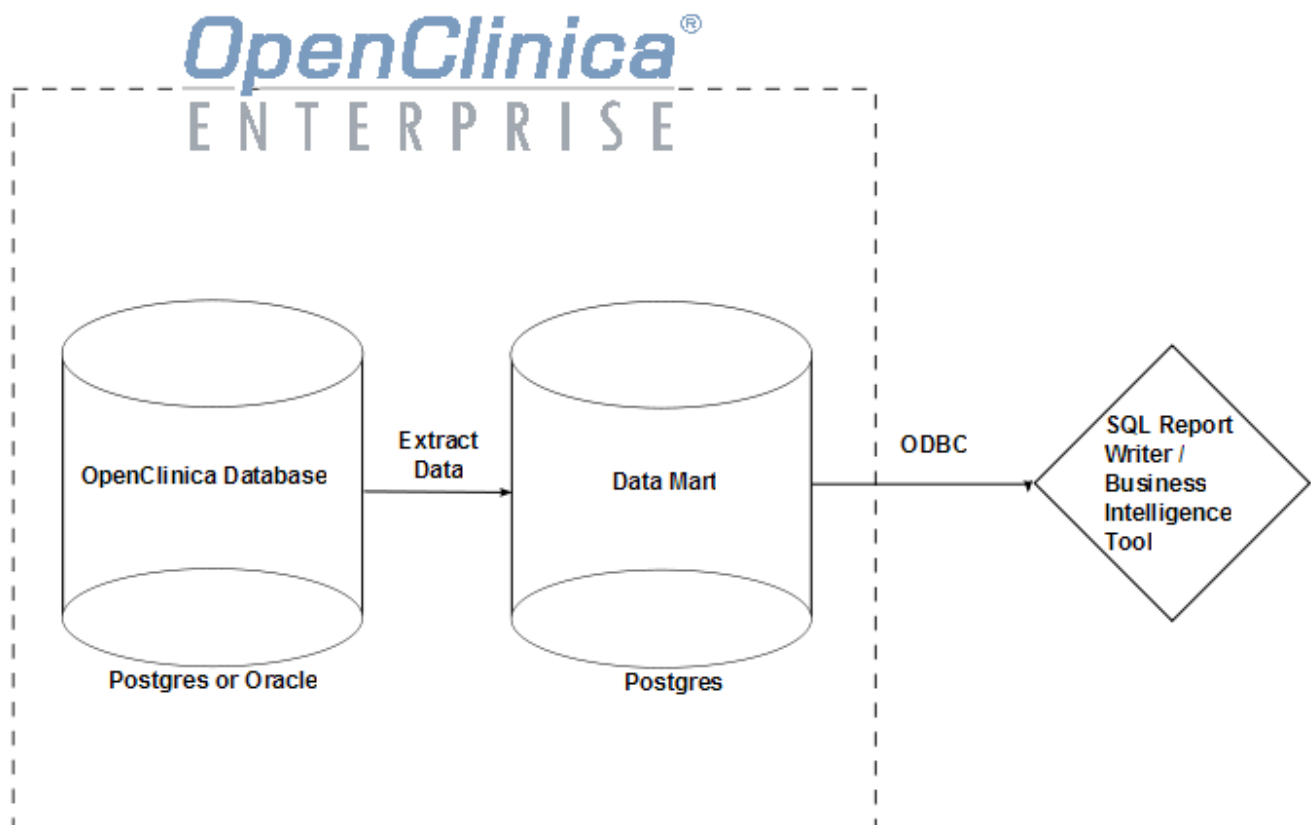 OpenClinica®
ENTERPRISE
OpenClinica Database
Postgres or Oracle
Extract
Data
Data Mart
Postgres
ODBC
SQL Report
Writer /
Business
Intelligence
Tool